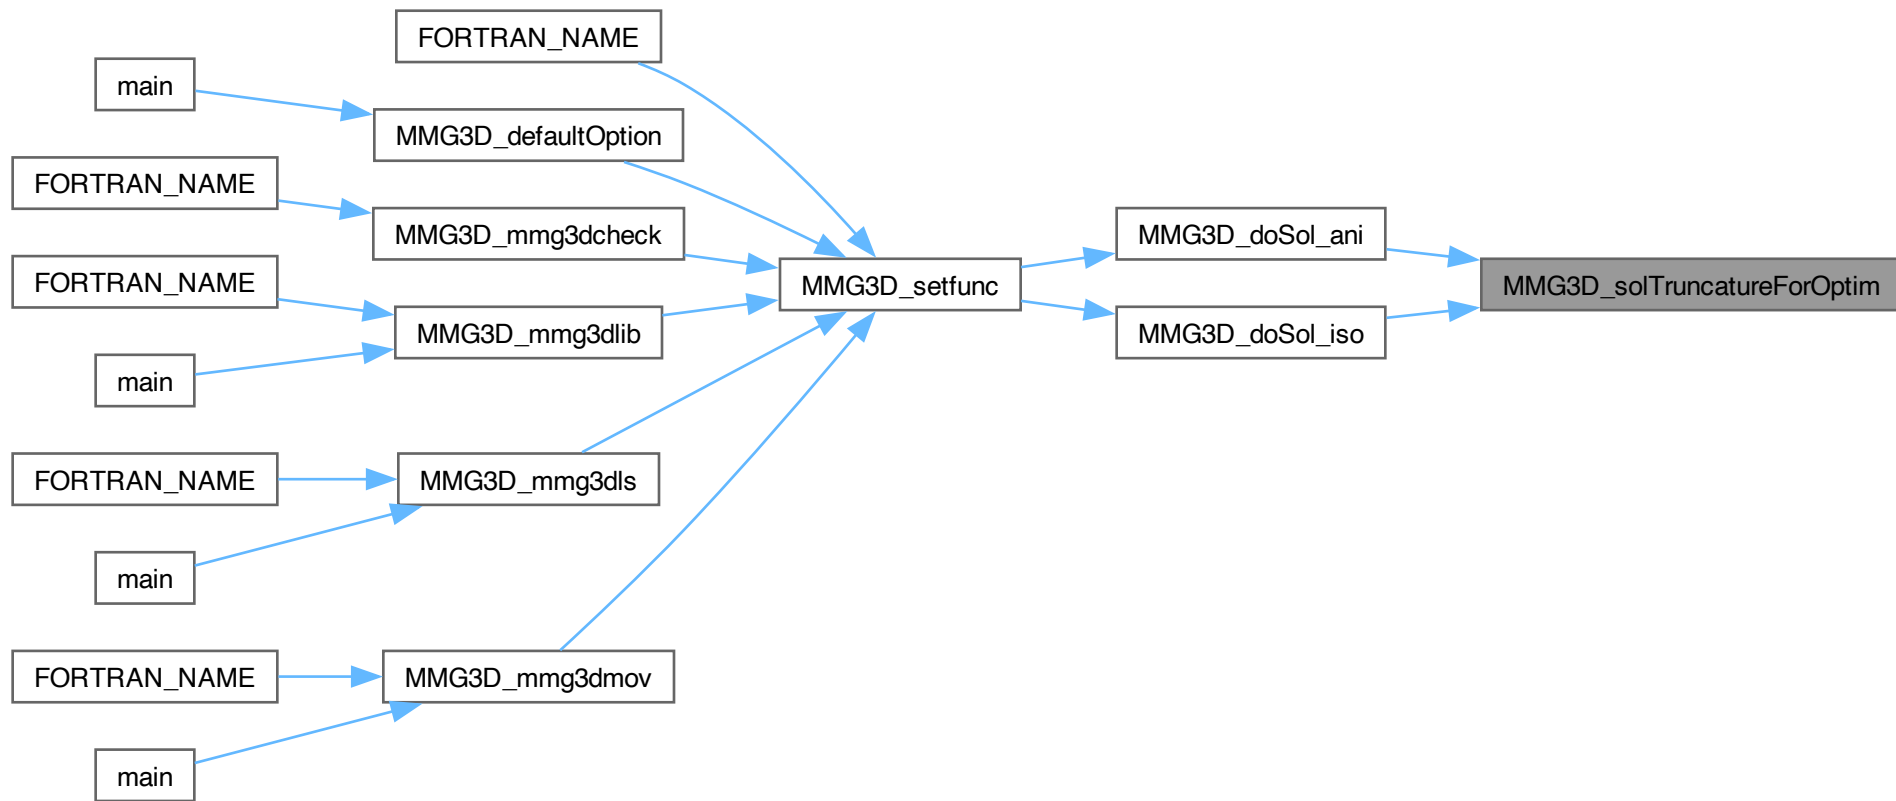 FORTRAN_NAME
main
MMG3D_defaultOption
FORTRAN_NAME
MMG3D_mmg3dcheck
MMG3D_doSol_ani
FORTRAN_NAME
MMG3D_setfunc
MMG3D_solTruncatureForOptim
MMG3D_mmg3dlib
MMG3D_doSol_iso
main
FORTRAN_NAME
MMG3D_mmg3dls
main
FORTRAN_NAME
MMG3D_mmg3dmov
main